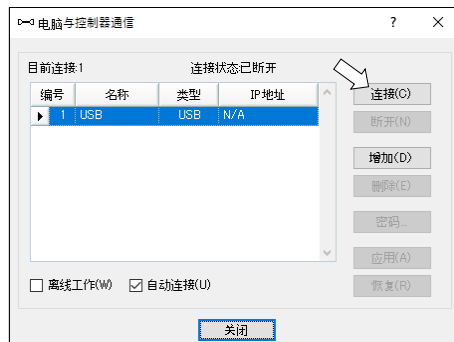 电脑与控制器通信
目前连接:1 连接状态:已断开
编号 名称 类型 IP地址
1 USB USB N/A
连接(C)
断开(N)
增加(D)
删除(E)
密码...
应用(A)
恢复(R)
离线工作(W) 自动连接(U)
关闭